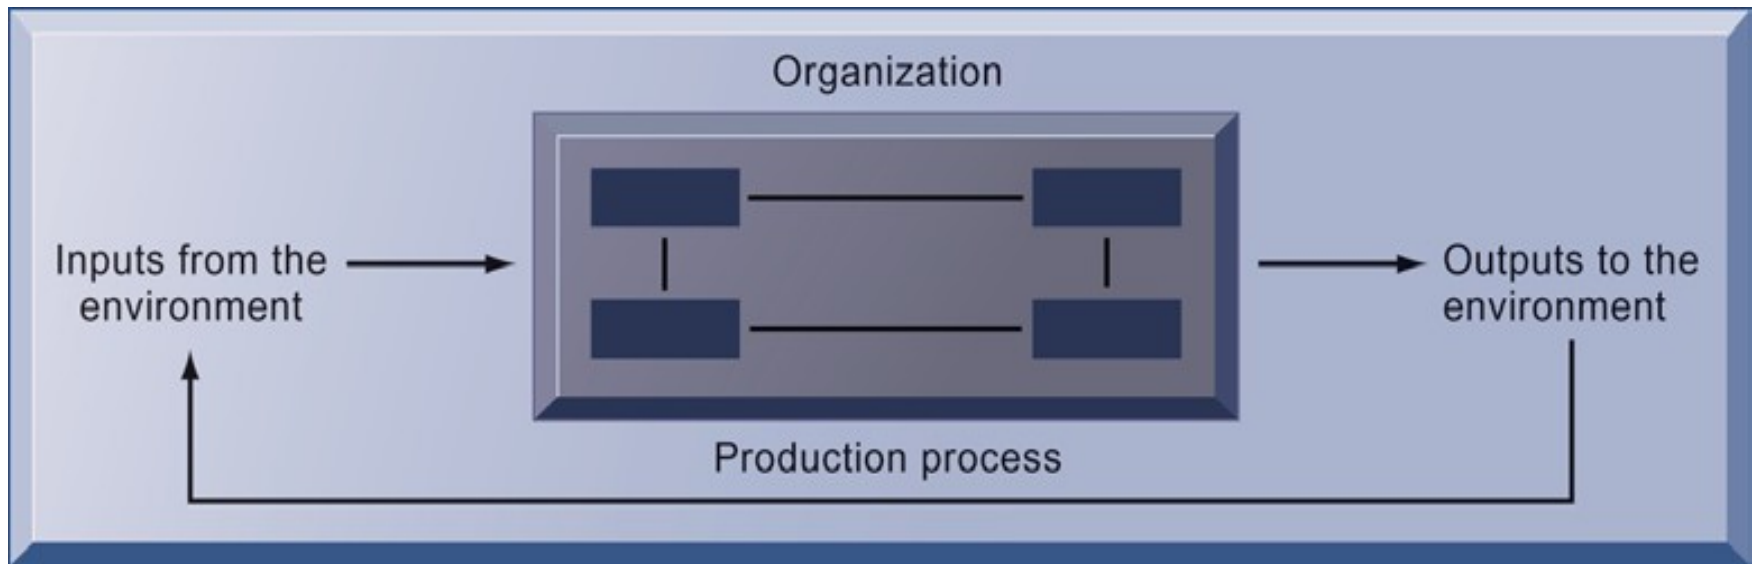 Organization
Inputs from the
environment
Outputs to the
environment
Production process